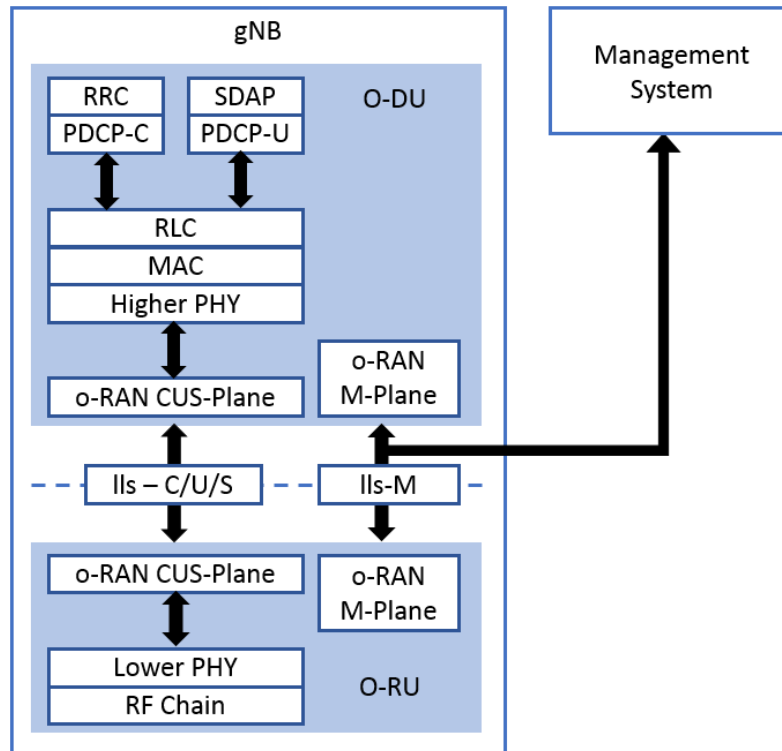 gNB
Management
System
O-DU
RRC
SDAP
PDCP-C
PDCP-U
RLC
MAC
Higher PHY
o-RAN CUS-Plane
o-RAN
M-Plane
lls – C/U/S
lls-M
o-RAN CUS-Plane
o-RAN
M-Plane
Lower PHY
RF Chain
O-RU